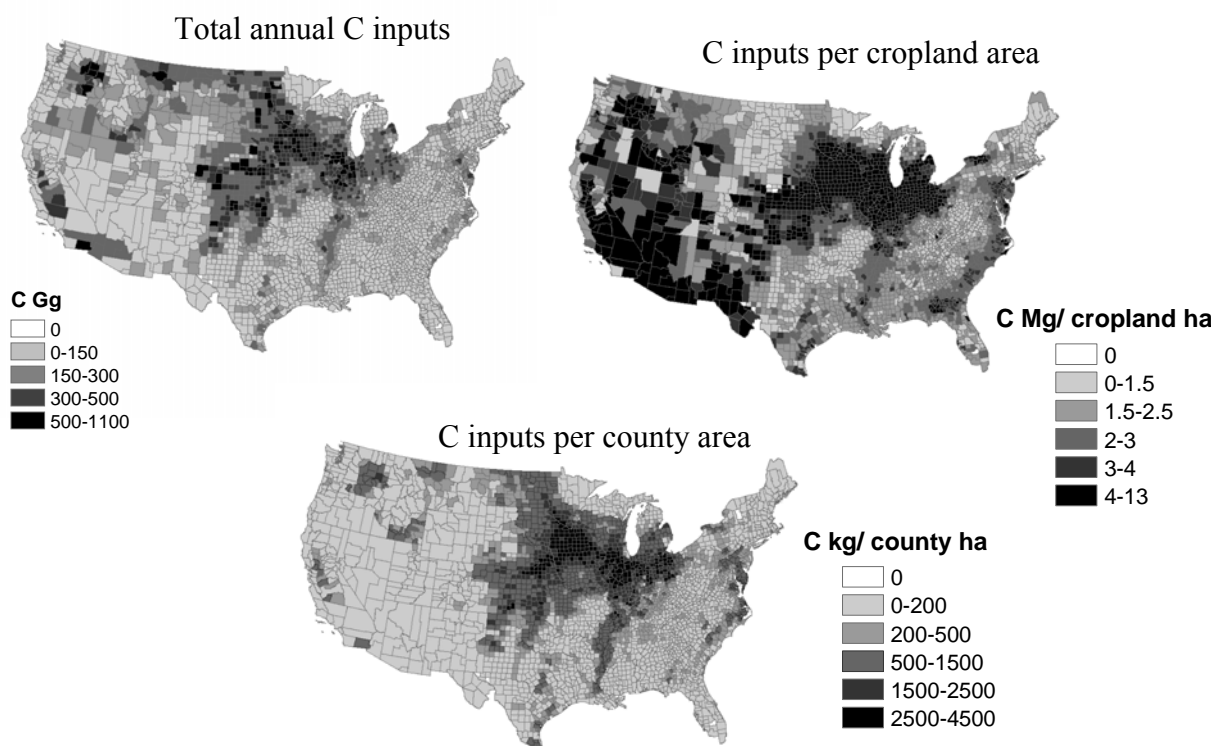 Total annual C inputs
C inputs per cropland area
C Gg
0
0-150
150-300
300-500
500-1100
C Mg/ cropland ha
0
0-1.5
1.5-2.5
2-3
3-4
4-13
C inputs per county area
C kg/ county ha
0
0-200
200-500
500-1500
1500-2500
2500-4500